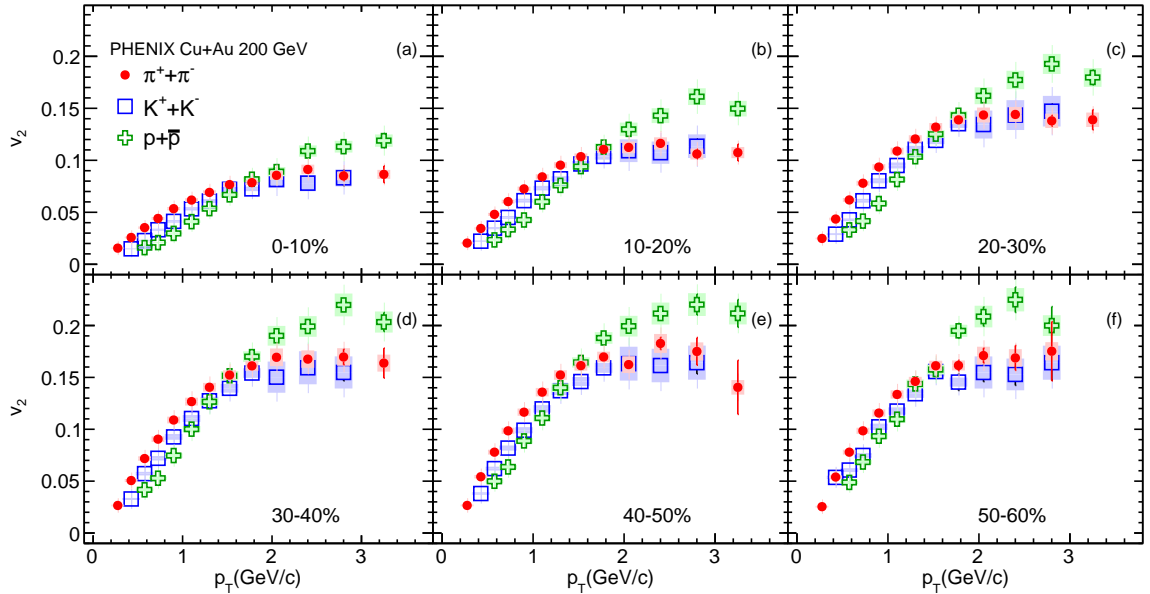 PHENIX Cu+Au 200 GeV
π⁺+π⁻
K⁺+K⁻
p+p̅
(a)
0-10%
(b)
10-20%
(c)
20-30%
(d)
30-40%
(e)
40-50%
(f)
50-60%
v₂
0.2
0.15
0.1
0.05
0
v₂
0.2
0.15
0.1
0.05
0
0 1 2 3
0 1 2 3
0 1 2 3
p_T(GeV/c)
p_T(GeV/c)
p_T(GeV/c)